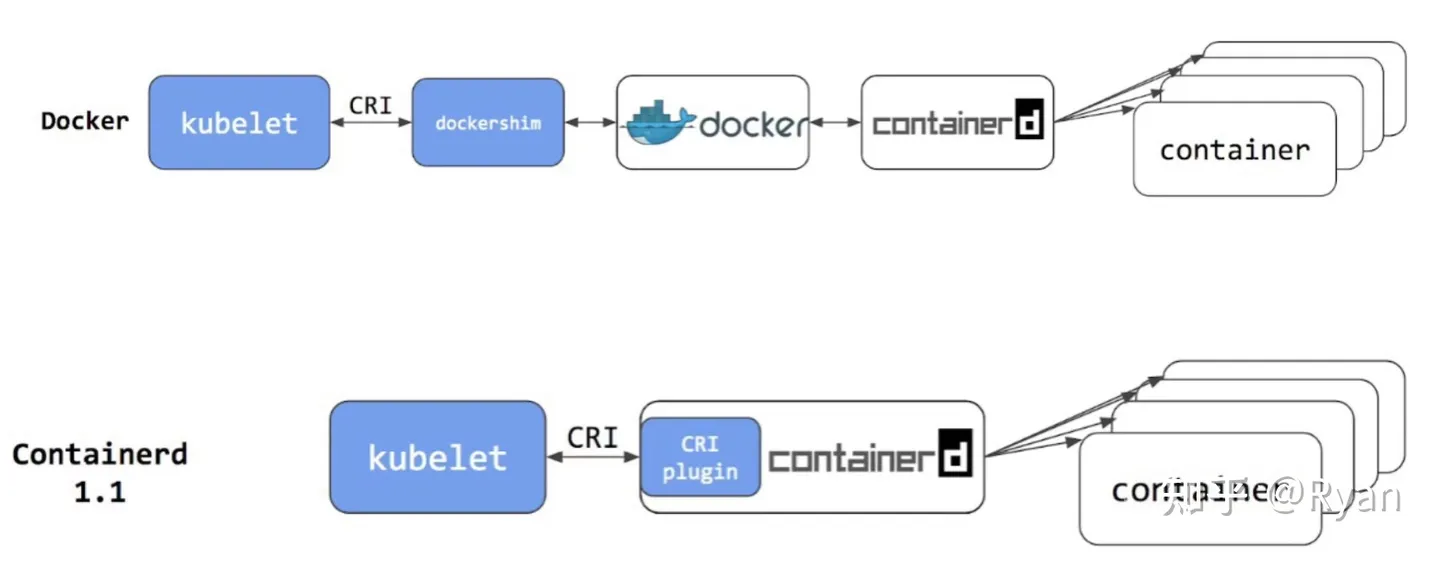 Docker
kubelet
CRI
dockershim
docker
containerd
container
Containerd
1.1
kubelet
CRI
CRI
plugin
containerd
container
知乎 @Ryan